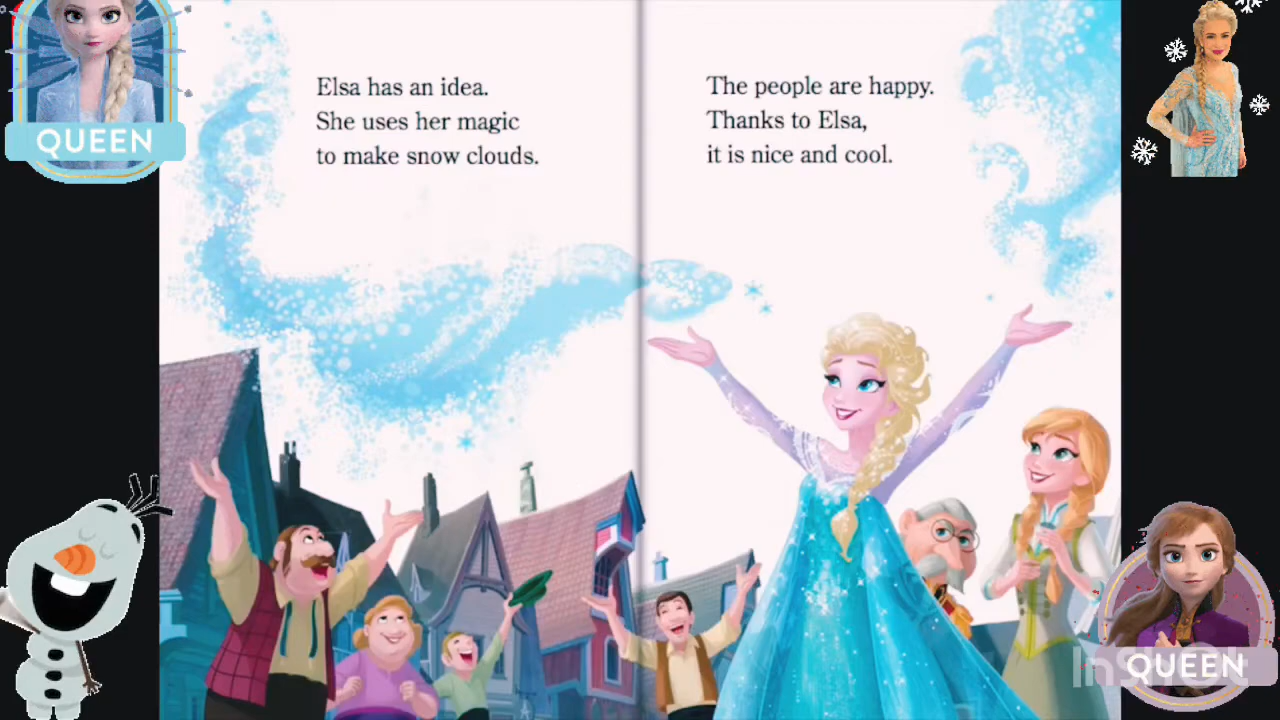 QUEEN
Elsa has an idea.
She uses her magic
to make snow clouds.
The people are happy.
Thanks to Elsa,
it is nice and cool.
QUEEN